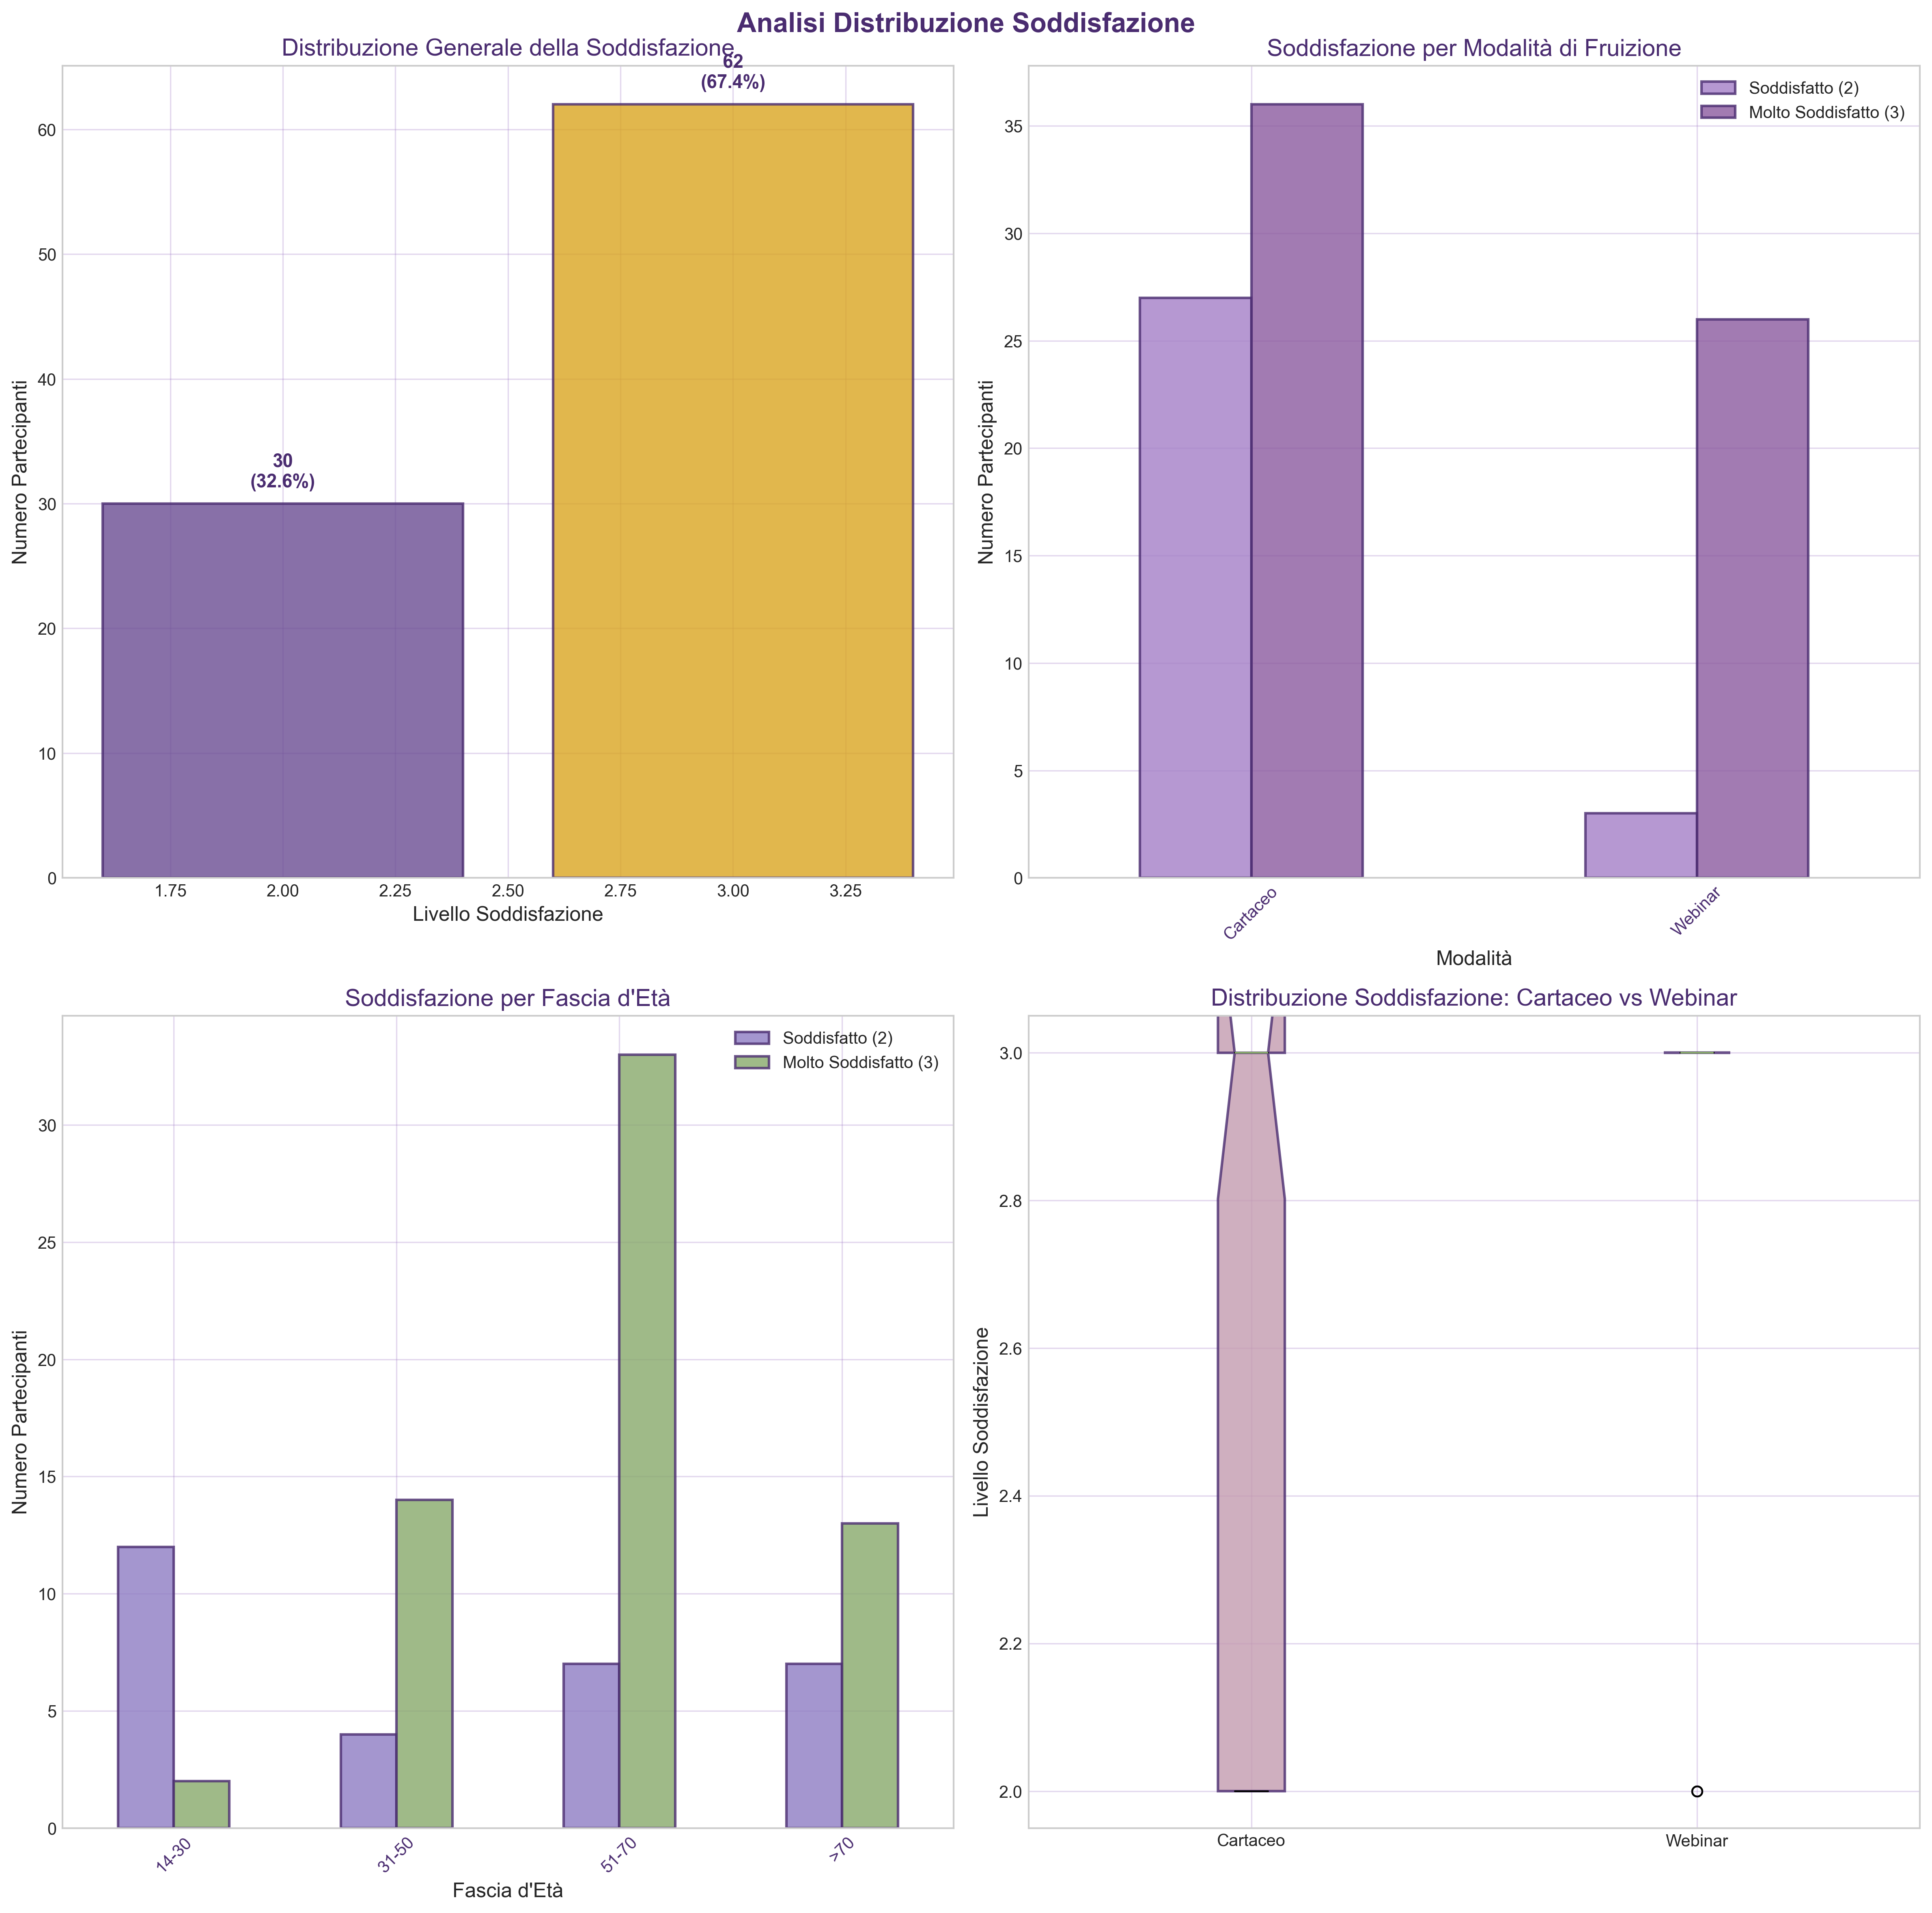 Analisi Distribuzione Soddisfazione
Distribuzione Generale della Soddisfazione
62
(67.4%)
30
(32.6%)
60
50
40
30
20
10
0
Numero Partecipanti
1.75 2.00 2.25 2.50 2.75 3.00 3.25
Livello Soddisfazione
Soddisfazione per Modalità di Fruizione
Soddisfatto (2)
Molto Soddisfatto (3)
35
30
25
20
15
10
5
0
Numero Partecipanti
Cartaceo Webinar
Modalità
Soddisfazione per Fascia d'Età
Soddisfatto (2)
Molto Soddisfatto (3)
30
25
20
15
10
5
0
Numero Partecipanti
14-30 31-50 51-70 >70
Fascia d'Età
Distribuzione Soddisfazione: Cartaceo vs Webinar
3.0
2.8
2.6
2.4
2.2
2.0
Livello Soddisfazione
Cartaceo Webinar